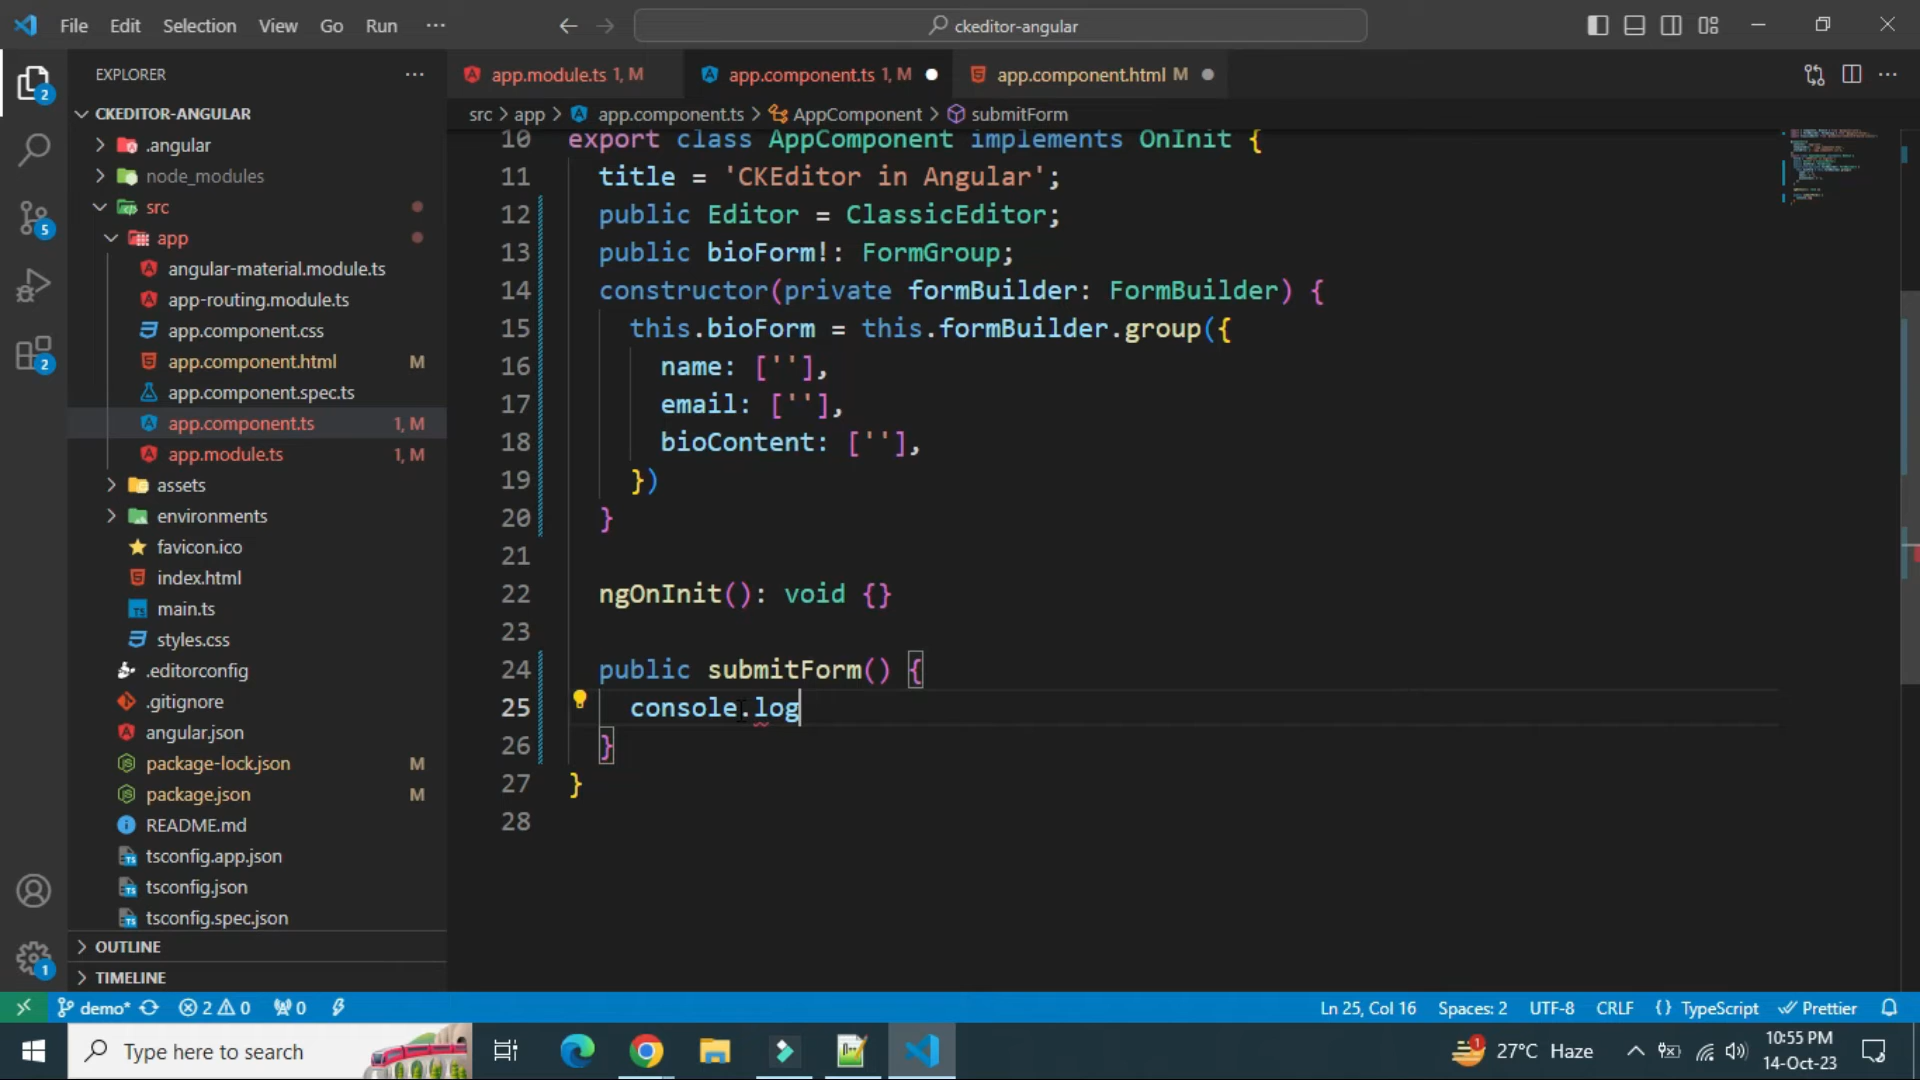 File Edit Selection View Go Run ···
ckeditor-angular
EXPLORER ···
CKEDITOR-ANGULAR
.angular
node_modules
src
app
angular-material.module.ts
app-routing.module.ts
app.component.css
app.component.html M
app.component.spec.ts
app.component.ts 1, M
app.module.ts 1, M
assets
environments
favicon.ico
index.html
main.ts
styles.css
.editorconfig
.gitignore
angular.json
package-lock.json M
package.json M
README.md
tsconfig.app.json
tsconfig.json
tsconfig.spec.json
OUTLINE
TIMELINE
2
5
2
1
app.module.ts 1, M app.component.ts 1, M app.component.html M
src > app > app.component.ts > AppComponent > submitForm
10 export class AppComponent implements OnInit {
11 title = 'CKEditor in Angular';
12 public Editor = ClassicEditor;
13 public bioForm!: FormGroup;
14 constructor(private formBuilder: FormBuilder) {
15 this.bioForm = this.formBuilder.group({
16 name: [''],
17 email: [''],
18 bioContent: [''],
19 })
20 }
21
22 ngOnInit(): void {}
23
24 public submitForm() {
25 console.log
26 }
27 }
28
demo* 2 0 0 Ln 25, Col 16 Spaces: 2 UTF-8 CRLF {} TypeScript Prettier
Type here to search
1 27°C Haze
10:55 PM
14-Oct-23